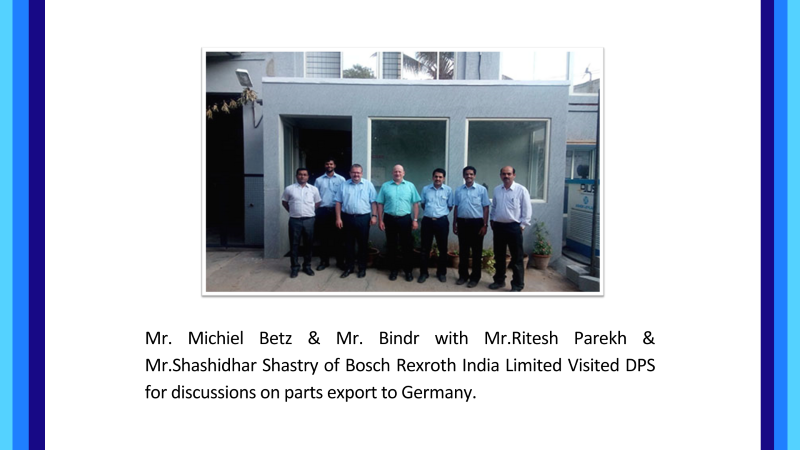 Mr. Michiel Betz & Mr. Bindr with Mr.Ritesh Parekh &
Mr.Shashidhar Shastry of Bosch Rexroth India Limited Visited DPS
for discussions on parts export to Germany.